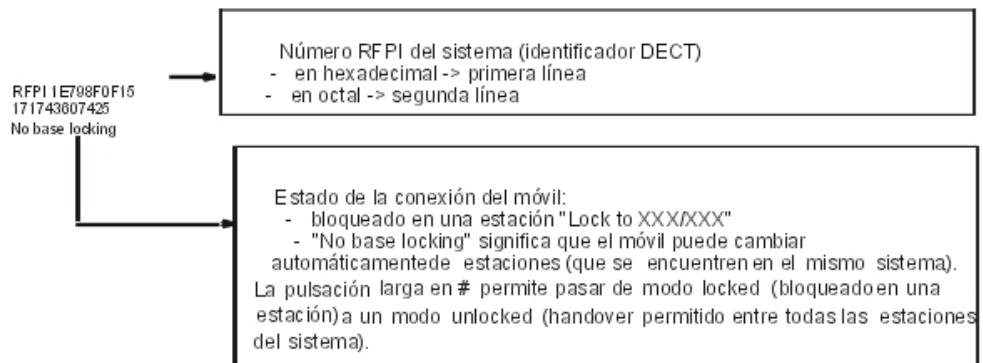 Número RFPI del sistema (identificador DECT)
- en hexadecimal -> primera línea
- en octal -> segunda línea
RFPI 1E798F0F15
171743607425
No base locking
Estado de la conexión del móvil:
- bloqueado en una estación "Lock to XXX/XXX"
- "No base locking" significa que el móvil puede cambiar
automáticamentede estaciones (que se encuentren en el mismo sistema).
La pulsación larga en # permite pasar de modo locked (bloqueado en una
estación) a un modo unlocked (handover permitido entre todas las estaciones
del sistema).